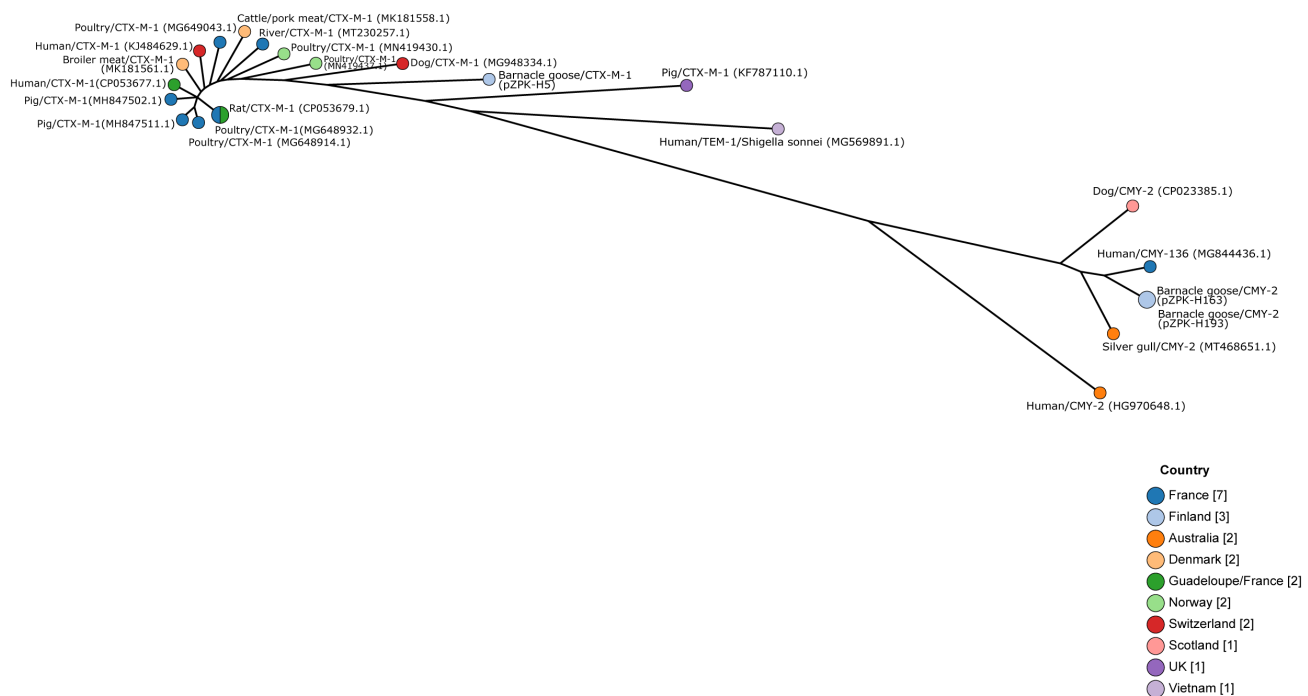 Cattle/pork meat/CTX-M-1 (MK181558.1)
Poultry/CTX-M-1 (MG649043.1)
River/CTX-M-1 (MT230257.1)
Human/CTX-M-1 (KJ484629.1)
Poultry/CTX-M-1 (MN419430.1)
Broiler meat/CTX-M-1
(MK181561.1)
Poultry/CTX-M-1
(MN419437.1)
Dog/CTX-M-1 (MG948334.1)
Barnacle goose/CTX-M-1
(pZPK-H5)
Pig/CTX-M-1 (KF787110.1)
Human/CTX-M-1(CP053677.1)
Pig/CTX-M-1(MH847502.1)
Rat/CTX-M-1 (CP053679.1)
Pig/CTX-M-1(MH847511.1)
Poultry/CTX-M-1(MG648932.1)
Poultry/CTX-M-1 (MG648914.1)
Human/TEM-1/Shigella sonnei (MG569891.1)
Dog/CMY-2 (CP023385.1)
Human/CMY-136 (MG844436.1)
Barnacle goose/CMY-2
(pZPK-H163)
Barnacle goose/CMY-2
(pZPK-H193)
Silver gull/CMY-2 (MT468651.1)
Human/CMY-2 (HG970648.1)
Country
France [7]
Finland [3]
Australia [2]
Denmark [2]
Guadeloupe/France [2]
Norway [2]
Switzerland [2]
Scotland [1]
UK [1]
Vietnam [1]